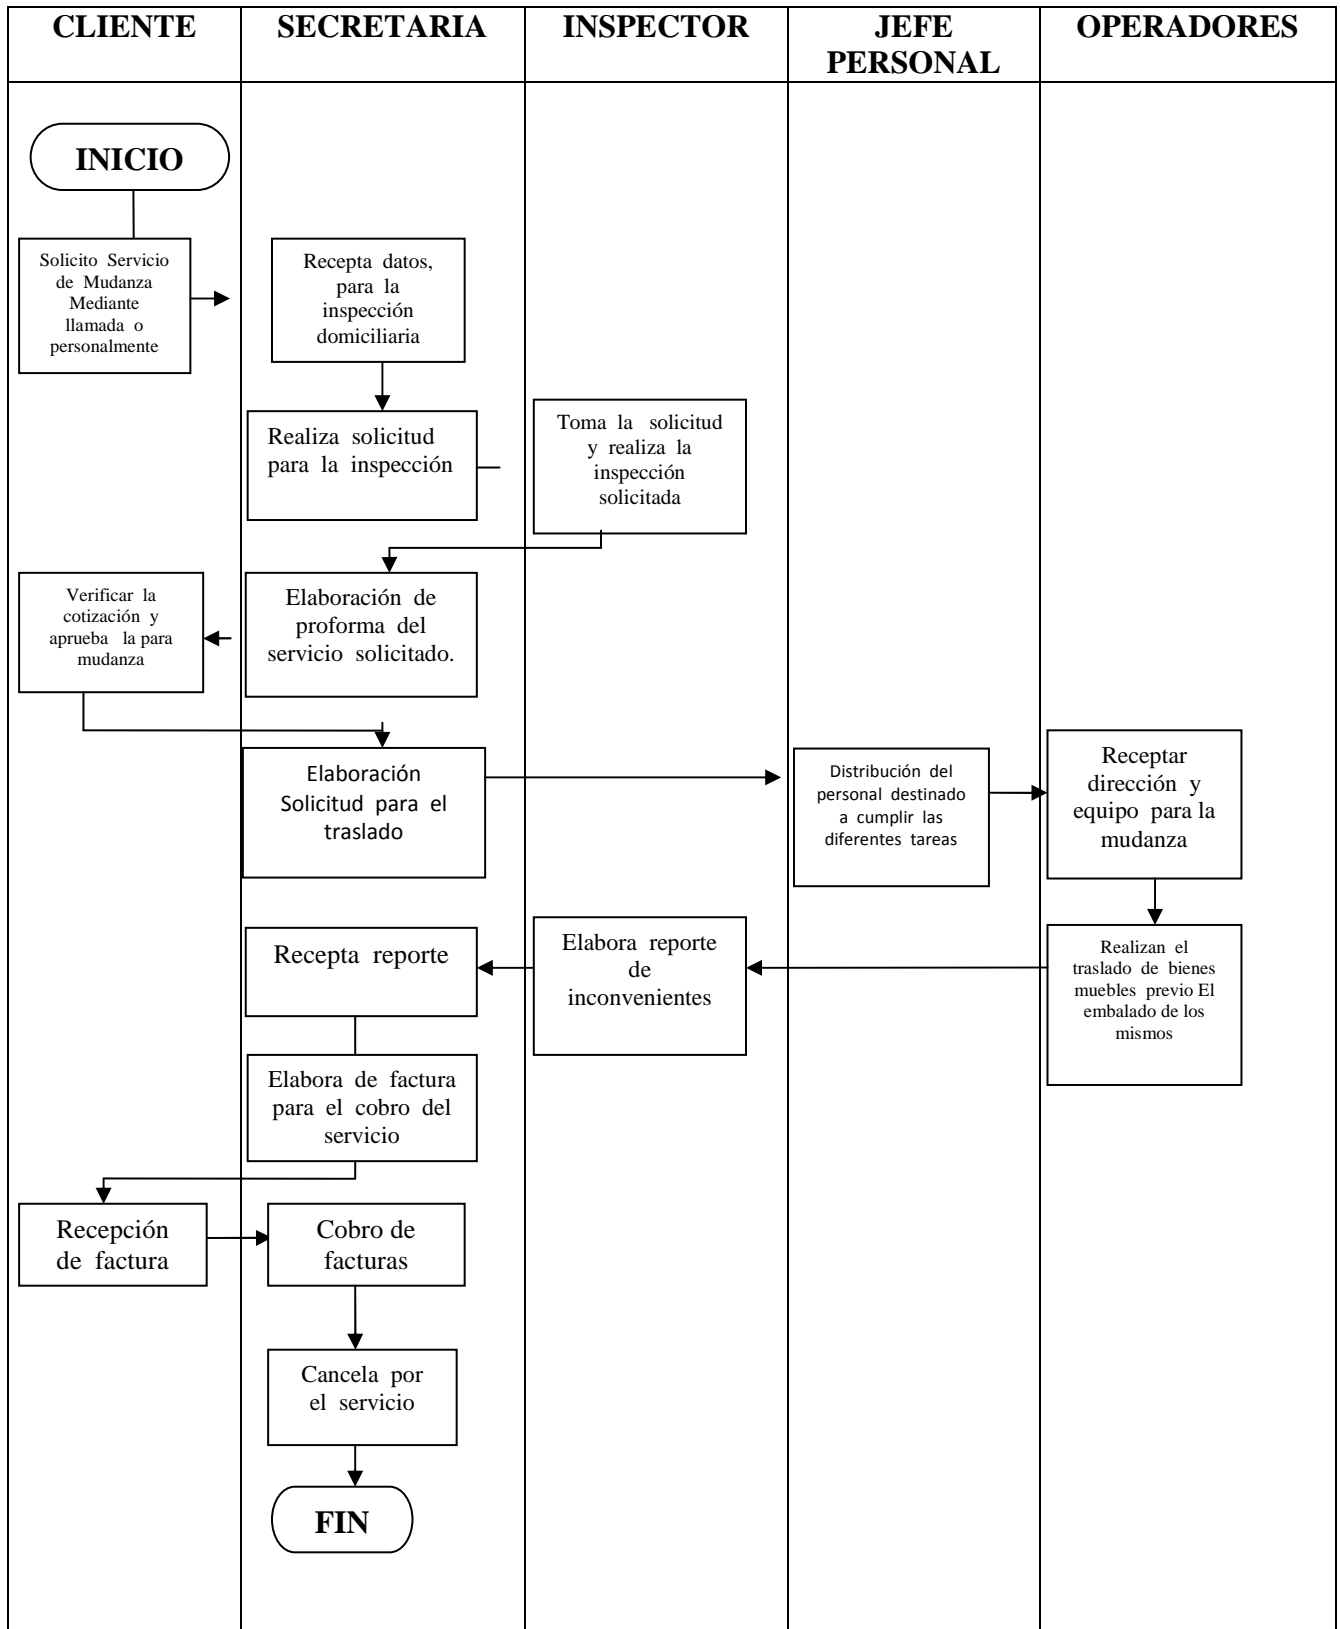 CLIENTE
SECRETARIA
INSPECTOR
JEFE
PERSONAL
OPERADORES
INICIO
Solicito Servicio
de Mudanza
Mediante
llamada o
personalmente
Recepta datos,
para la
inspección
domiciliaria
Realiza solicitud
para la inspección
Toma la solicitud
y realiza la
inspección
solicitada
Elaboración de
proforma del
servicio solicitado.
Verificar la
cotización y
aprueba la para
mudanza
Elaboración
Solicitud para el
traslado
Distribución del
personal destinado
a cumplir las
diferentes tareas
Receptar
dirección y
equipo para la
mudanza
Realizan el
traslado de bienes
muebles previo El
embalado de los
mismos
Elabora reporte
de
inconvenientes
Recepta reporte
Elabora de factura
para el cobro del
servicio
Recepción
de factura
Cobro de
facturas
Cancela por
el servicio
FIN